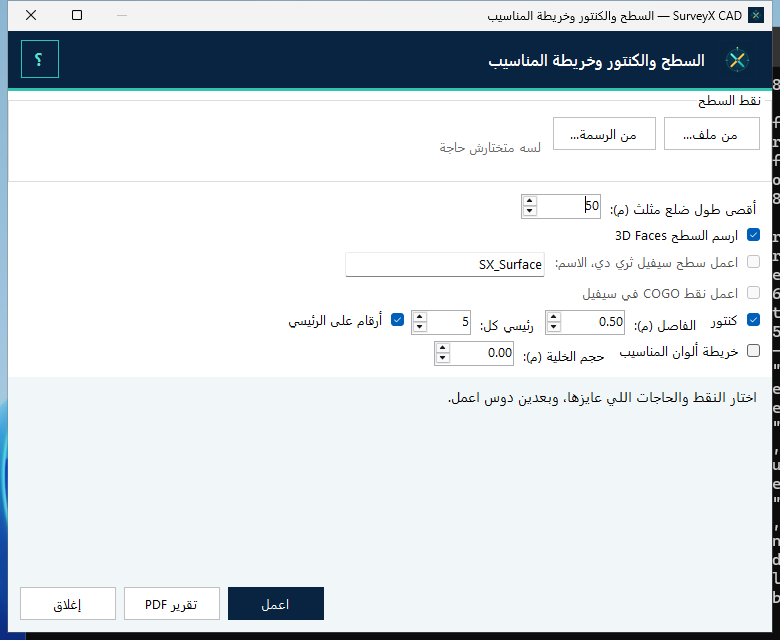 SurveyX CAD — السطح والكنتور وخريطة المناسيب
السطح والكنتور وخريطة المناسيب
؟
نقط السطح
من ملف... من الرسمة... لسه متختارش حاجة
أقصى طول ضلع مثلث (م): 50
ارسم السطح 3D Faces
اعمل سطح سيفيل ثري دي، الاسم: SX_Surface
اعمل نقط COGO في سيفيل
كنتور الفاصل (م): 0.50 رئيسي كل: 5 أرقام على الرئيسي
خريطة ألوان المناسيب حجم الخلية (م): 0.00
اختار النقط والحاجات اللي عايزها، وبعدين دوس اعمل.
اعمل تقرير PDF إغلاق